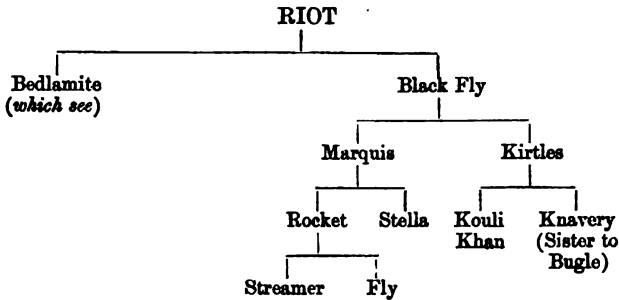 RIOT
Bedlamite
(which see)
Black Fly
Marquis
Kirtles
Rocket
Stella
Kouli
Khan
Knavery
(Sister to
Bugle)
Streamer
Fly